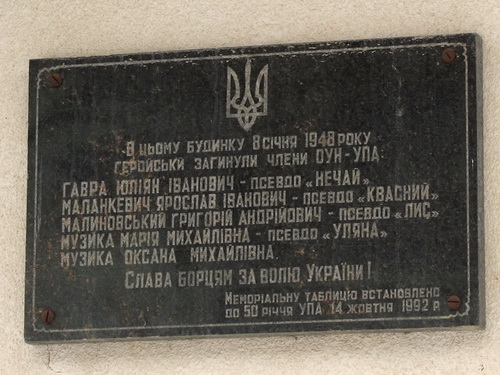 В цьому будинку 8 січня 1948 року
геройськи загинули члени ОУН-УПА:
Гавра Юліян Іванович - псевдо «Нечай»
Маланкевич Ярослав Іванович - псевдо «Квасний»
Малиновський Григорій Андрійович - псевдо «Лис»
Музика Марія Михайлівна - псевдо «Уляна»
Музика Оксана Михайлівна.
Слава борцям за волю України!
Меморіальну таблицю встановлено
до 50 річчя УПА 14 жовтня 1992 р.